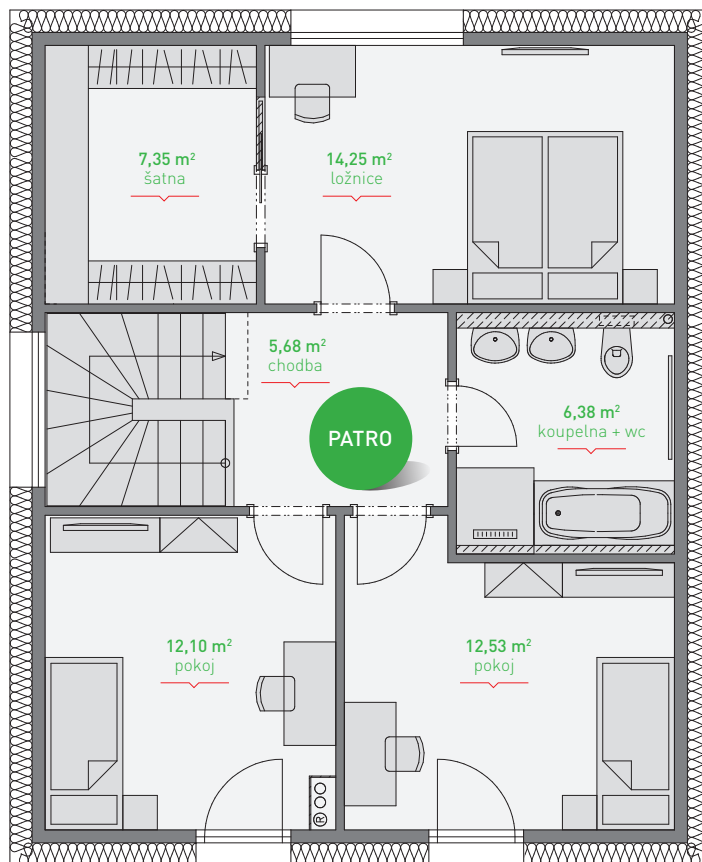 7,35 m²
šatna
14,25 m²
ložnice
5,68 m²
chodba
PATRO
6,38 m²
koupelna + wc
12,10 m²
pokoj
12,53 m²
pokoj
R